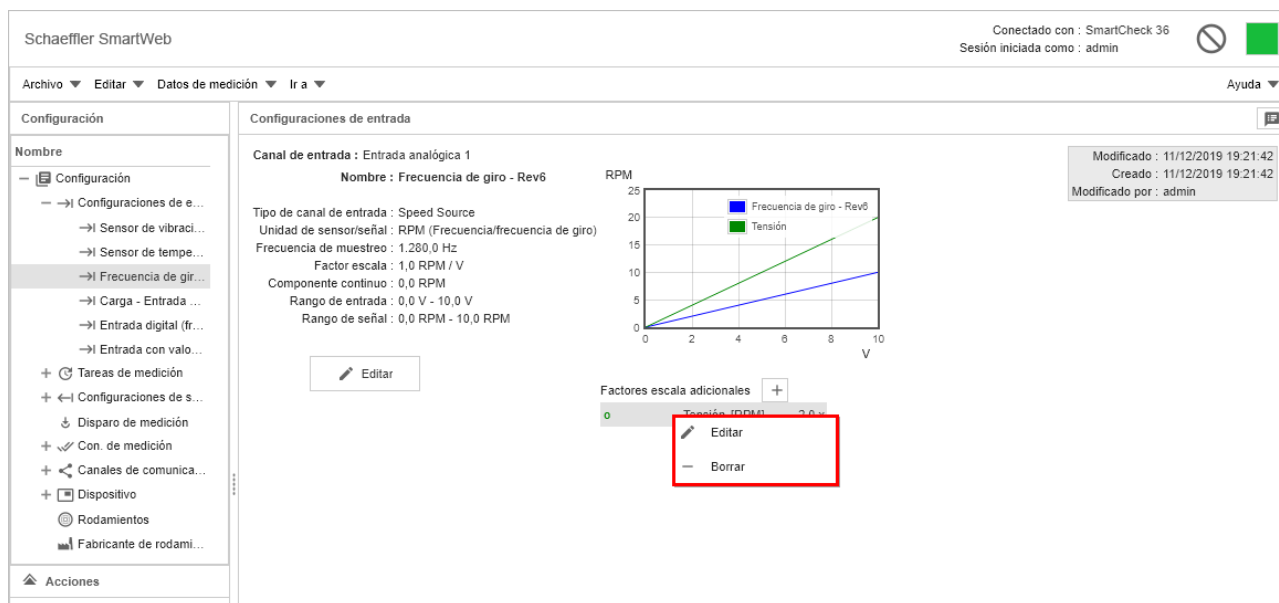 Schaeffler SmartWeb
Conectado con : SmartCheck 36
Sesión iniciada como : admin
Archivo Editar Datos de medición Ir a Ayuda
Configuración
Nombre
Configuración
Configuraciones de e...
Sensor de vibraci...
Sensor de tempe...
Frecuencia de gir...
Carga - Entrada ...
Entrada digital (fr...
Entrada con valo...
Tareas de medición
Configuraciones de s...
Disparo de medición
Con. de medición
Canales de comunica...
Dispositivo
Rodamientos
Fabricante de rodami...
Acciones
Configuraciones de entrada
Canal de entrada : Entrada analógica 1
Nombre : Frecuencia de giro - Rev6
Tipo de canal de entrada : Speed Source
Unidad de sensor/señal : RPM (Frecuencia/frecuencia de giro)
Frecuencia de muestreo : 1.280,0 Hz
Factor escala : 1,0 RPM / V
Componente continuo : 0,0 RPM
Rango de entrada : 0,0 V - 10,0 V
Rango de señal : 0,0 RPM - 10,0 RPM
Editar
RPM
25
20
15
10
5
0
0 2 4 6 8 10
V
Frecuencia de giro - Rev6
Tensión
Factores escala adicionales +
o Tensión [RPM] 2,0 x
Editar
Borrar
Modificado : 11/12/2019 19:21:42
Creado : 11/12/2019 19:21:42
Modificado por : admin